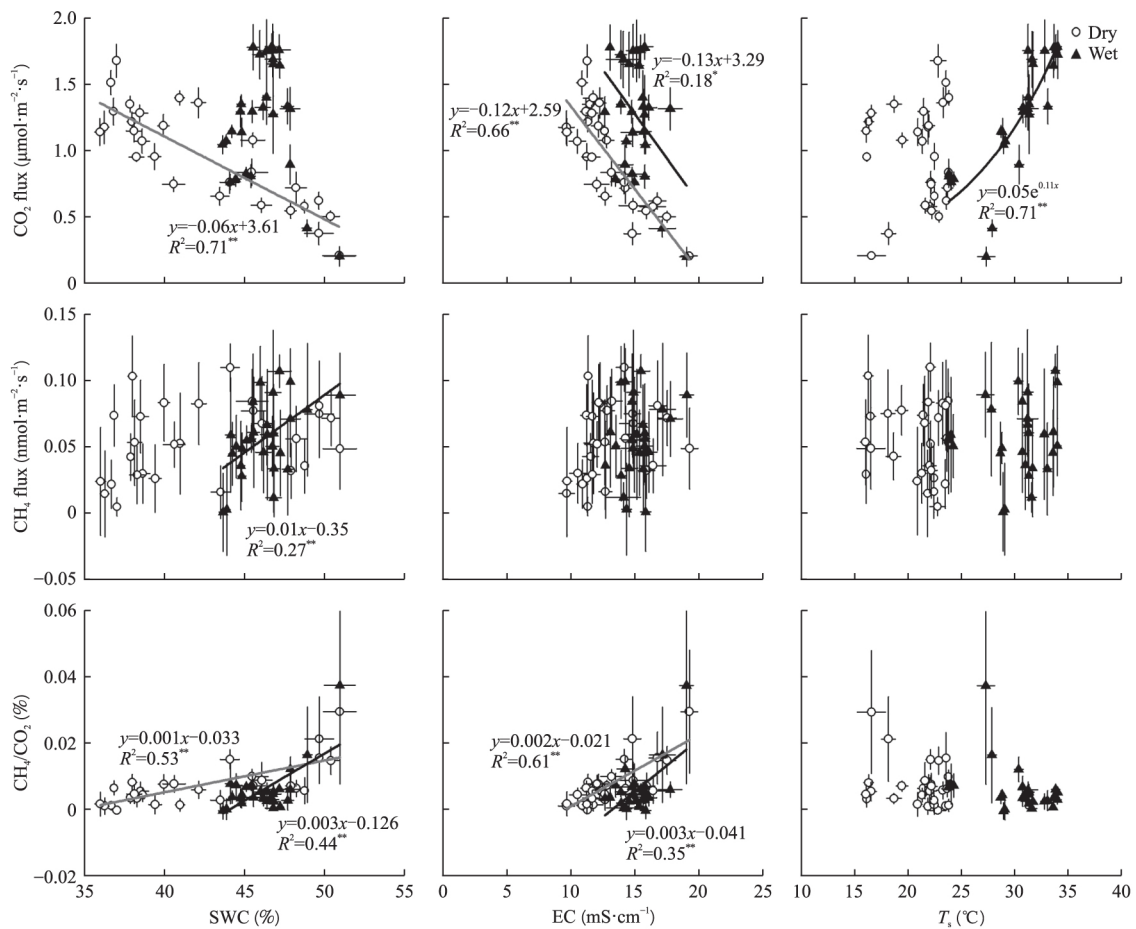 2.0
1.5
1.0
0.5
0
CO₂ flux (μmol·m⁻²·s⁻¹)
y=−0.06x+3.61
R²=0.71**
y=−0.12x+2.59
R²=0.66**
y=−0.13x+3.29
R²=0.18*
Dry
Wet
y=0.05e^0.11x
R²=0.71**
0.15
0.10
0.05
0
−0.05
CH₄ flux (nmol·m⁻²·s⁻¹)
y=0.01x−0.35
R²=0.27**
0.06
0.04
0.02
0
−0.02
CH₄/CO₂ (%)
y=0.001x−0.033
R²=0.53**
y=0.003x−0.126
R²=0.44**
y=0.002x−0.021
R²=0.61**
y=0.003x−0.041
R²=0.35**
35 40 45 50 55
SWC (%)
0 5 10 15 20 25
EC (mS·cm⁻¹)
10 15 20 25 30 35 40
Tₛ (℃)